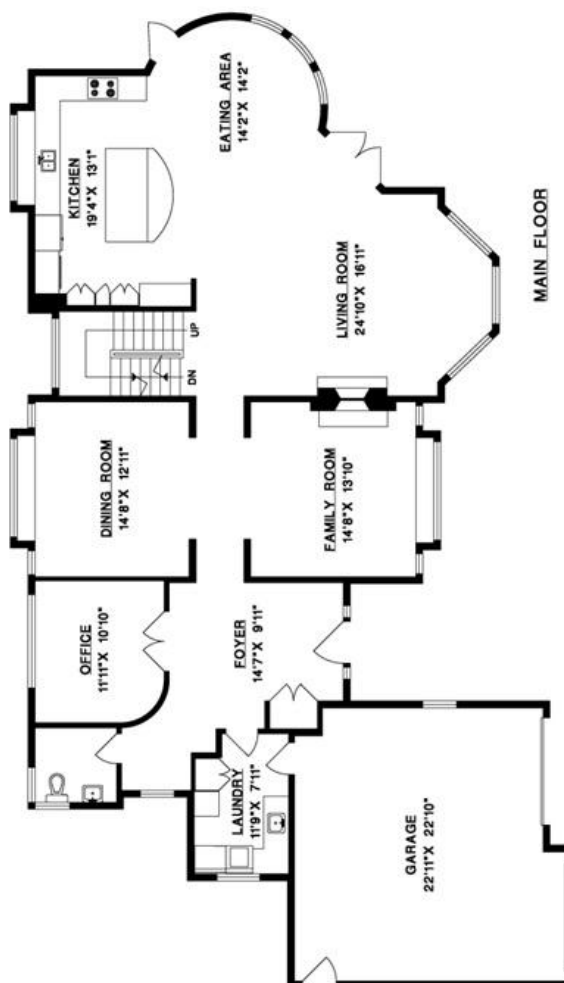 EATING AREA
14'2"X 14'2"
KITCHEN
19'4"X 13'1"
LIVING ROOM
24'10"X 16'11"
MAIN FLOOR
UP
DN
DINING ROOM
14'8"X 12'11"
FAMILY ROOM
14'8"X 13'10"
OFFICE
11'11"X 10'10"
FOYER
14'7"X 9'11"
LAUNDRY
11'9"X 7'11"
GARAGE
22'11"X 22'10"